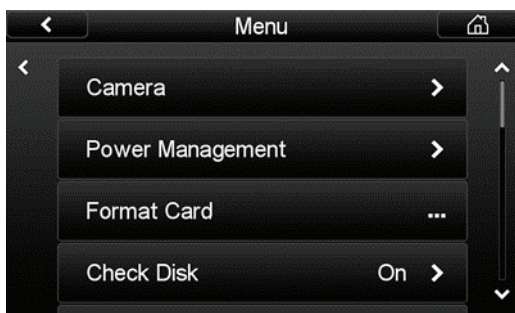 Menu
Camera
Power Management
Format Card ...
Check Disk On